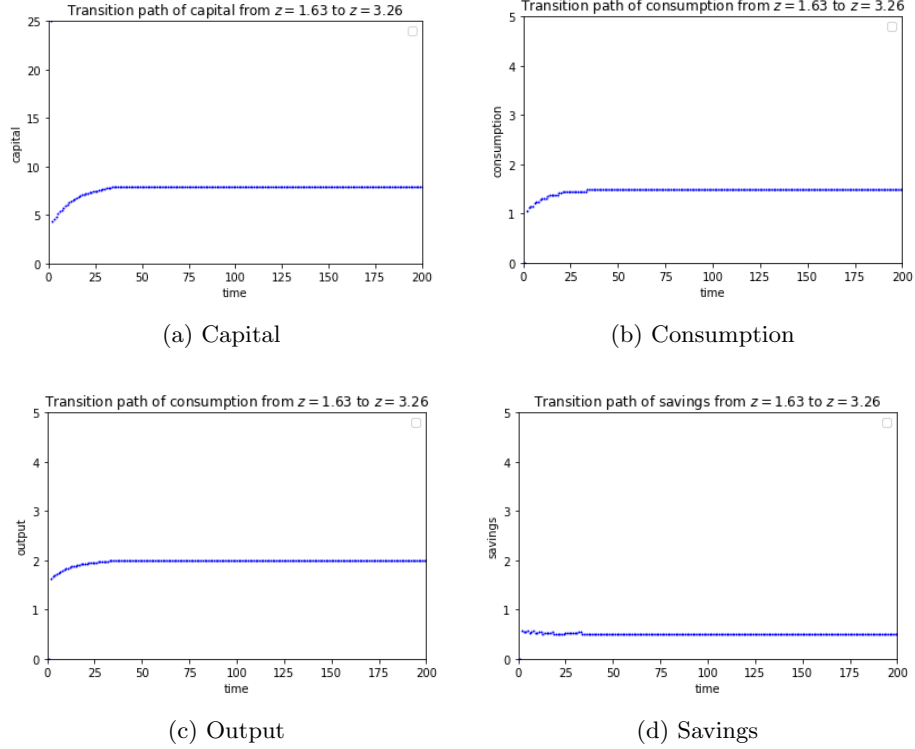 Transition path of capital from z = 1.63 to z = 3.26
25
20
15
10
5
0
capital
0 25 50 75 100 125 150 175 200
time
(a) Capital
Transition path of consumption from z = 1.63 to z = 3.26
5
4
3
2
1
0
consumption
0 25 50 75 100 125 150 175 200
time
(b) Consumption
Transition path of consumption from z = 1.63 to z = 3.26
5
4
3
2
1
0
output
0 25 50 75 100 125 150 175 200
time
(c) Output
Transition path of savings from z = 1.63 to z = 3.26
5
4
3
2
1
0
savings
0 25 50 75 100 125 150 175 200
time
(d) Savings